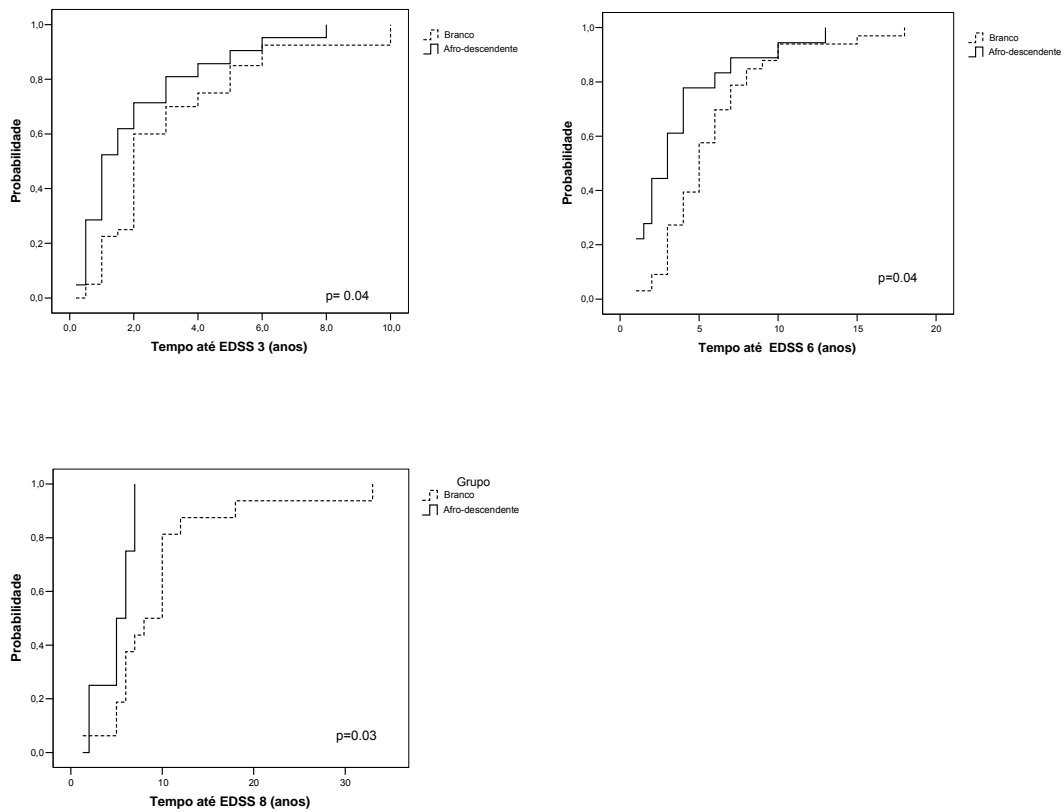 Branco
Afro-descendente
Probabilidade
1,0
0,8
0,6
0,4
0,2
0,0
p= 0.04
0,0 2,0 4,0 6,0 8,0 10,0
Tempo até EDSS 3 (anos)
Branco
Afro-descendente
Probabilidade
1,0
0,8
0,6
0,4
0,2
0,0
p=0.04
0 5 10 15 20
Tempo até EDSS 6 (anos)
Grupo
Branco
Afro-descendente
Probabilidade
1,0
0,8
0,6
0,4
0,2
0,0
p=0.03
0 10 20 30
Tempo até EDSS 8 (anos)